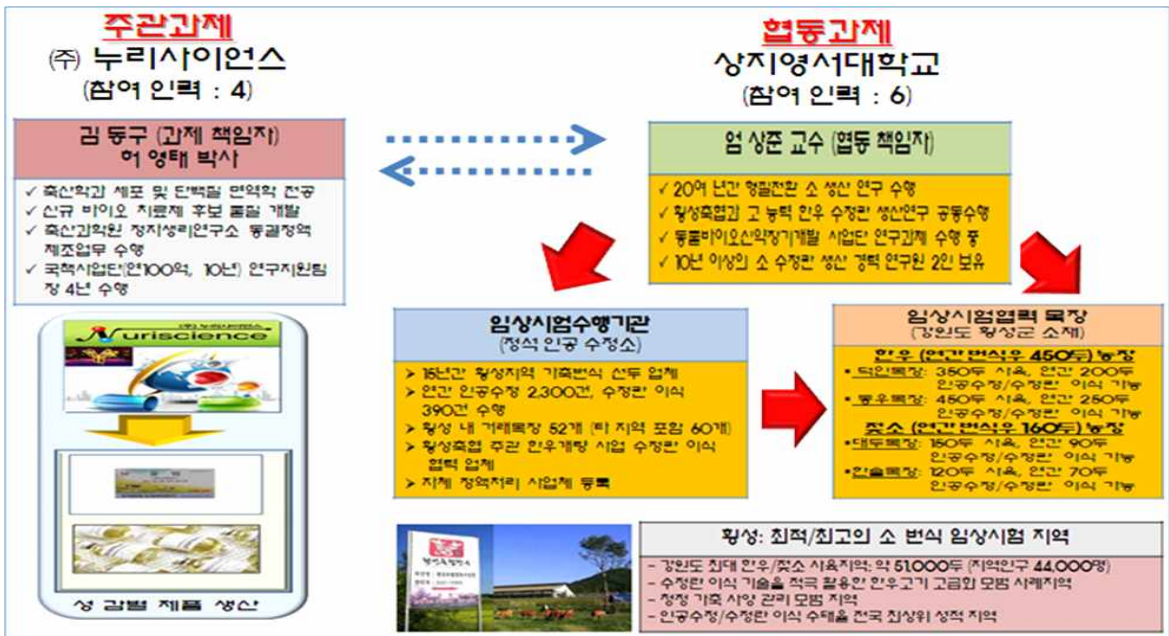 주관과제
㈜ 누리사이언스
(참여 인력 : 4)
김 동구 (과제 책임자)
허 영태 박사
✓ 축산학과 세포 및 단백질 면역학 전공
✓ 신규 바이오 치료제 후보 물질 개발
✓ 축산과학원 정자생리연구소 동결정액
제조업무 수행
✓ 국책사업단(연100억, 10년) 연구지원팀
장 4년 수행
㈜ 누리사이언스
Nuriscience
성 감별 제품 생산
협동과제
상지영서대학교
(참여 인력 : 6)
엄 상준 교수 (협동 책임자)
✓ 20여 년간 형질전환 소 생산 연구 수행
✓ 횡성축협과 고 능력 한우 수정란 생산연구 공동수행
✓ 동물바이오신약장기개발 사업단 연구과제 수행 중
✓ 10년 이상의 소 수정란 생산 경력 연구원 2인 보유
임상시험수행기관
(정석 인공 수정소)
➢ 15년간 횡성지역 가축번식 선두 업체
➢ 연간 인공수정 2,300건, 수정란 이식
390건 수행
➢ 횡성 내 거래목장 52개 (타 지역 포함 60개)
➢ 횡성축협 주관 한우개량 사업 수정란 이식
협력 업체
➢ 자체 정액처리 사업체 등록
임상시험협력 목장
(강원도 횡성군 소재)
한우 (연간 번식우 450두) 농장
• 덕인목장: 350두 사육, 연간 200두
인공수정/수정란 이식 가능
• 동우목장: 450두 사육, 연간 250두
인공수정/수정란 이식 가능
젖소 (연간 번식우 160두) 농장
•대두목장: 150두 사육, 연간 90두
인공수정/수정란 이식 가능
•한솔목장: 120두 사육, 연간 70두
인공수정/수정란 이식 가능
횡성: 최적/최고의 소 번식 임상시험 지역
- 강원도 최대 한우/젖소 사육지역: 약 51,000두 (지역인구 44,000명)
- 수정란 이식 기술을 적극 활용한 한우고기 고급화 모범 사례지역
- 청정 가축 사양 관리 모범 지역
- 인공수정/수정란 이식 수태율 전국 최상위 성적 지역